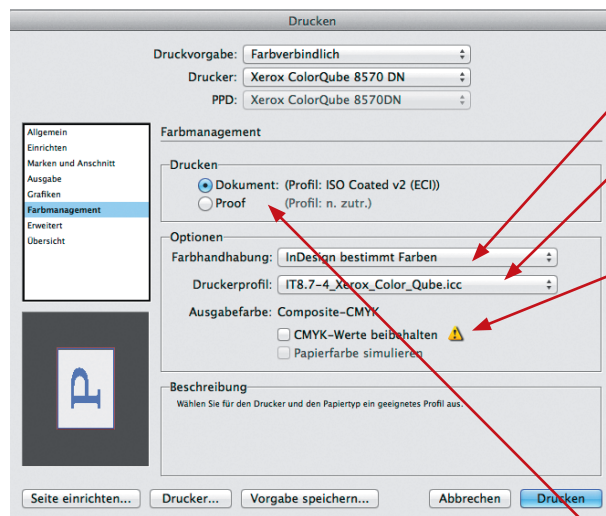 Drucken
Druckvorgabe: Farbverbindlich
Drucker: Xerox ColorQube 8570 DN
PPD: Xerox ColorQube 8570DN
Allgemein
Einrichten
Marken und Anschnitt
Ausgabe
Grafiken
Farbmanagement
Erweitert
Übersicht
Farbmanagement
Drucken
Dokument: (Profil: ISO Coated v2 (ECI))
Proof (Profil: n. zutr.)
Optionen
Farbhandhabung: InDesign bestimmt Farben
Druckerprofil: IT8.7-4_Xerox_Color_Qube.icc
Ausgabefarbe: Composite-CMYK
CMYK-Werte beibehalten
Papierfarbe simulieren
Beschreibung
Wählen Sie für den Drucker und den Papiertyp ein geeignetes Profil aus.
P
Seite einrichten... Drucker... Vorgabe speichern... Abbrechen Drucken